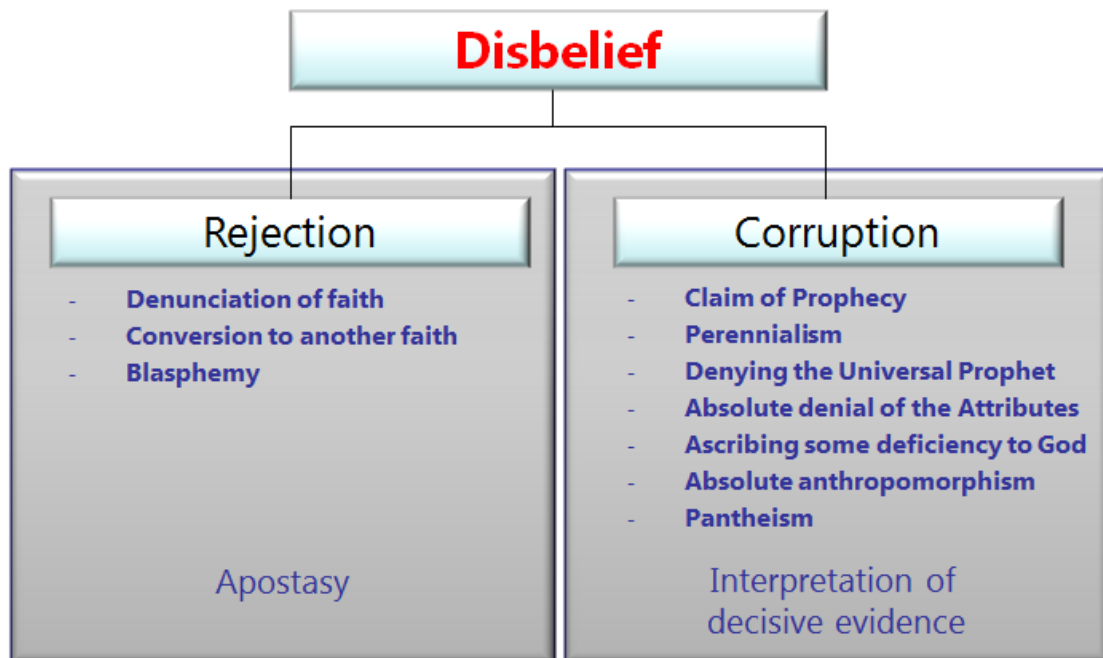 Disbelief
Rejection
- Denunciation of faith
- Conversion to another faith
- Blasphemy
Apostasy
Corruption
- Claim of Prophecy
- Perennialism
- Denying the Universal Prophet
- Absolute denial of the Attributes
- Ascribing some deficiency to God
- Absolute anthropomorphism
- Pantheism
Interpretation of
decisive evidence